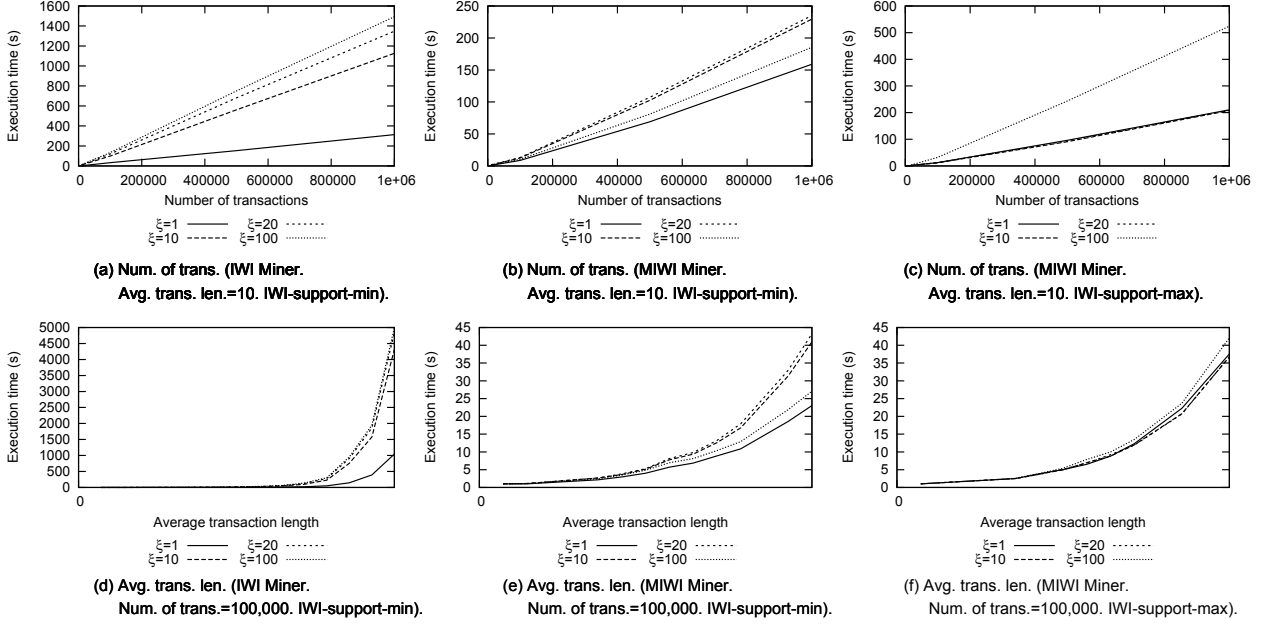 1600
1400
1200
1000
800
600
400
200
0
Execution time (s)
0 200000 400000 600000 800000 1e+06
Number of transactions
ξ=1 ξ=20
ξ=10 ξ=100
(a) Num. of trans. (IWI Miner.
Avg. trans. len.=10. IWI-support-min).
250
200
150
100
50
0
Execution time (s)
0 200000 400000 600000 800000 1e+06
Number of transactions
ξ=1 ξ=20
ξ=10 ξ=100
(b) Num. of trans. (MIWI Miner.
Avg. trans. len.=10. IWI-support-min).
600
500
400
300
200
100
0
Execution time (s)
0 200000 400000 600000 800000 1e+06
Number of transactions
ξ=1 ξ=20
ξ=10 ξ=100
(c) Num. of trans. (MIWI Miner.
Avg. trans. len.=10. IWI-support-max).
5000
4500
4000
3500
3000
2500
2000
1500
1000
500
0
Execution time (s)
0
Average transaction length
ξ=1 ξ=20
ξ=10 ξ=100
(d) Avg. trans. len. (IWI Miner.
Num. of trans.=100,000. IWI-support-min).
45
40
35
30
25
20
15
10
5
0
Execution time (s)
0
Average transaction length
ξ=1 ξ=20
ξ=10 ξ=100
(e) Avg. trans. len. (MIWI Miner.
Num. of trans.=100,000. IWI-support-min).
45
40
35
30
25
20
15
10
5
0
Execution time (s)
0
Average transaction length
ξ=1 ξ=20
ξ=10 ξ=100
(f) Avg. trans. len. (MIWI Miner.
Num. of trans.=100,000. IWI-support-max).